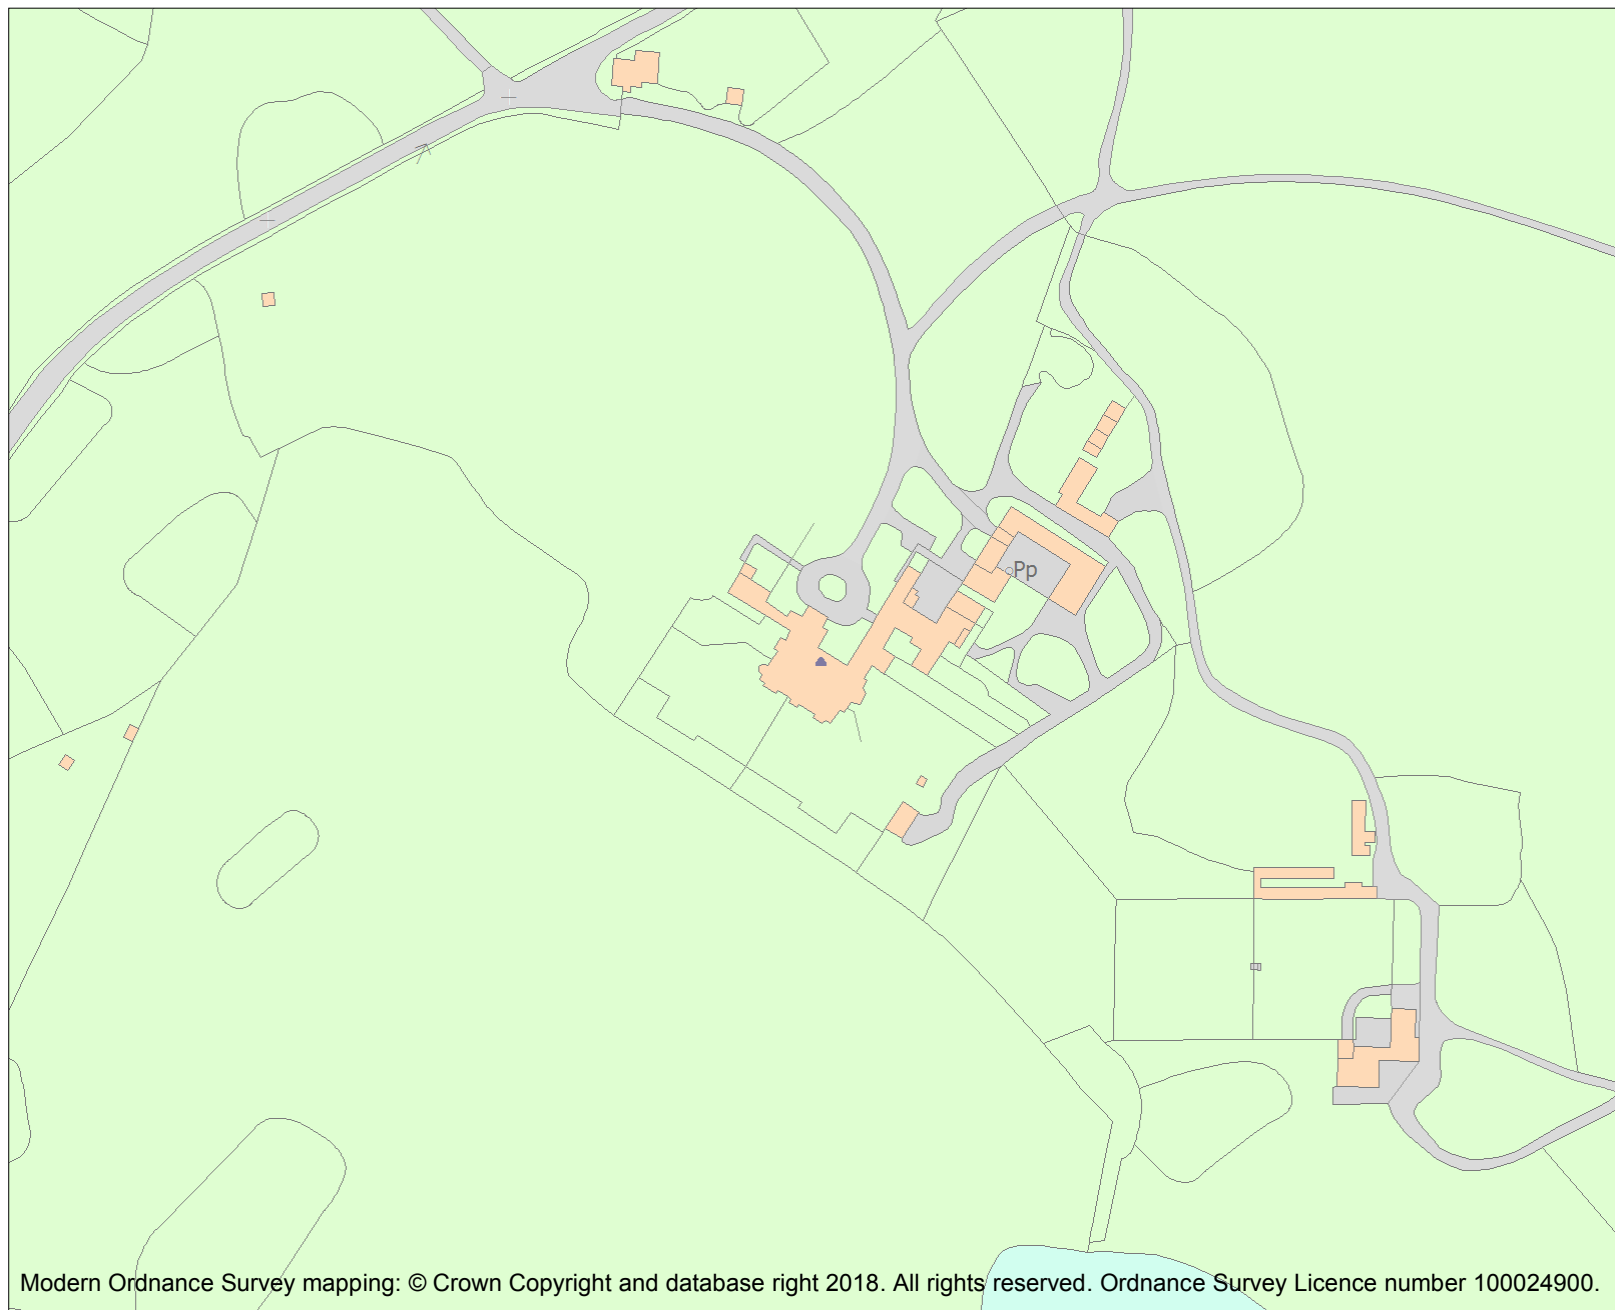 Pp
Modern Ordnance Survey mapping: © Crown Copyright and database right 2018. All rights reserved. Ordnance Survey Licence number 100024900.